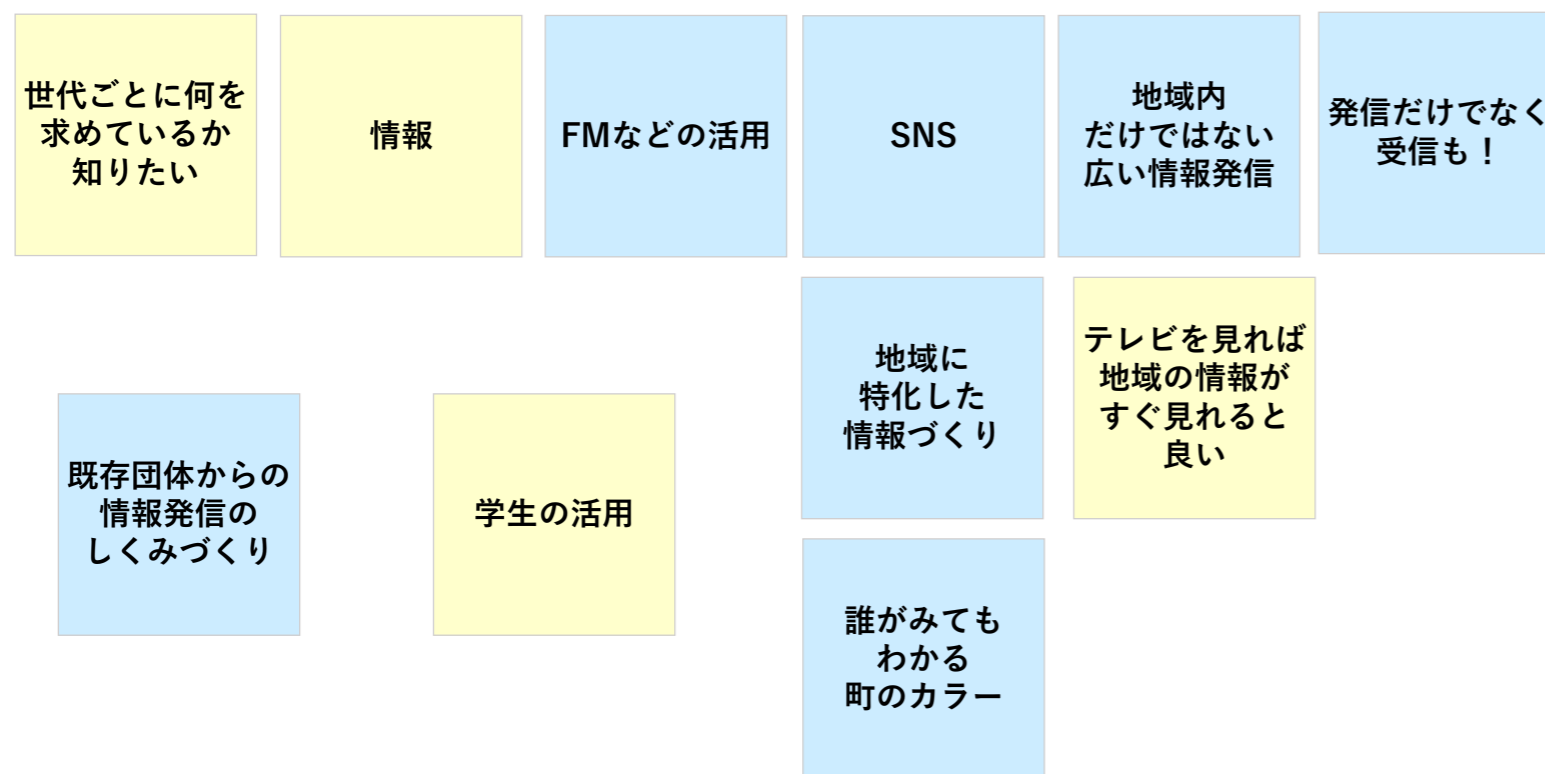 世代ごとに何を
求めているか
知りたい
情報
FMなどの活用
SNS
地域内
だけではない
広い情報発信
発信だけでなく
受信も！
地域に
特化した
情報づくり
テレビを見れば
地域の情報が
すぐ見れると
良い
既存団体からの
情報発信の
しくみづくり
学生の活用
誰がみても
わかる
町のカラー